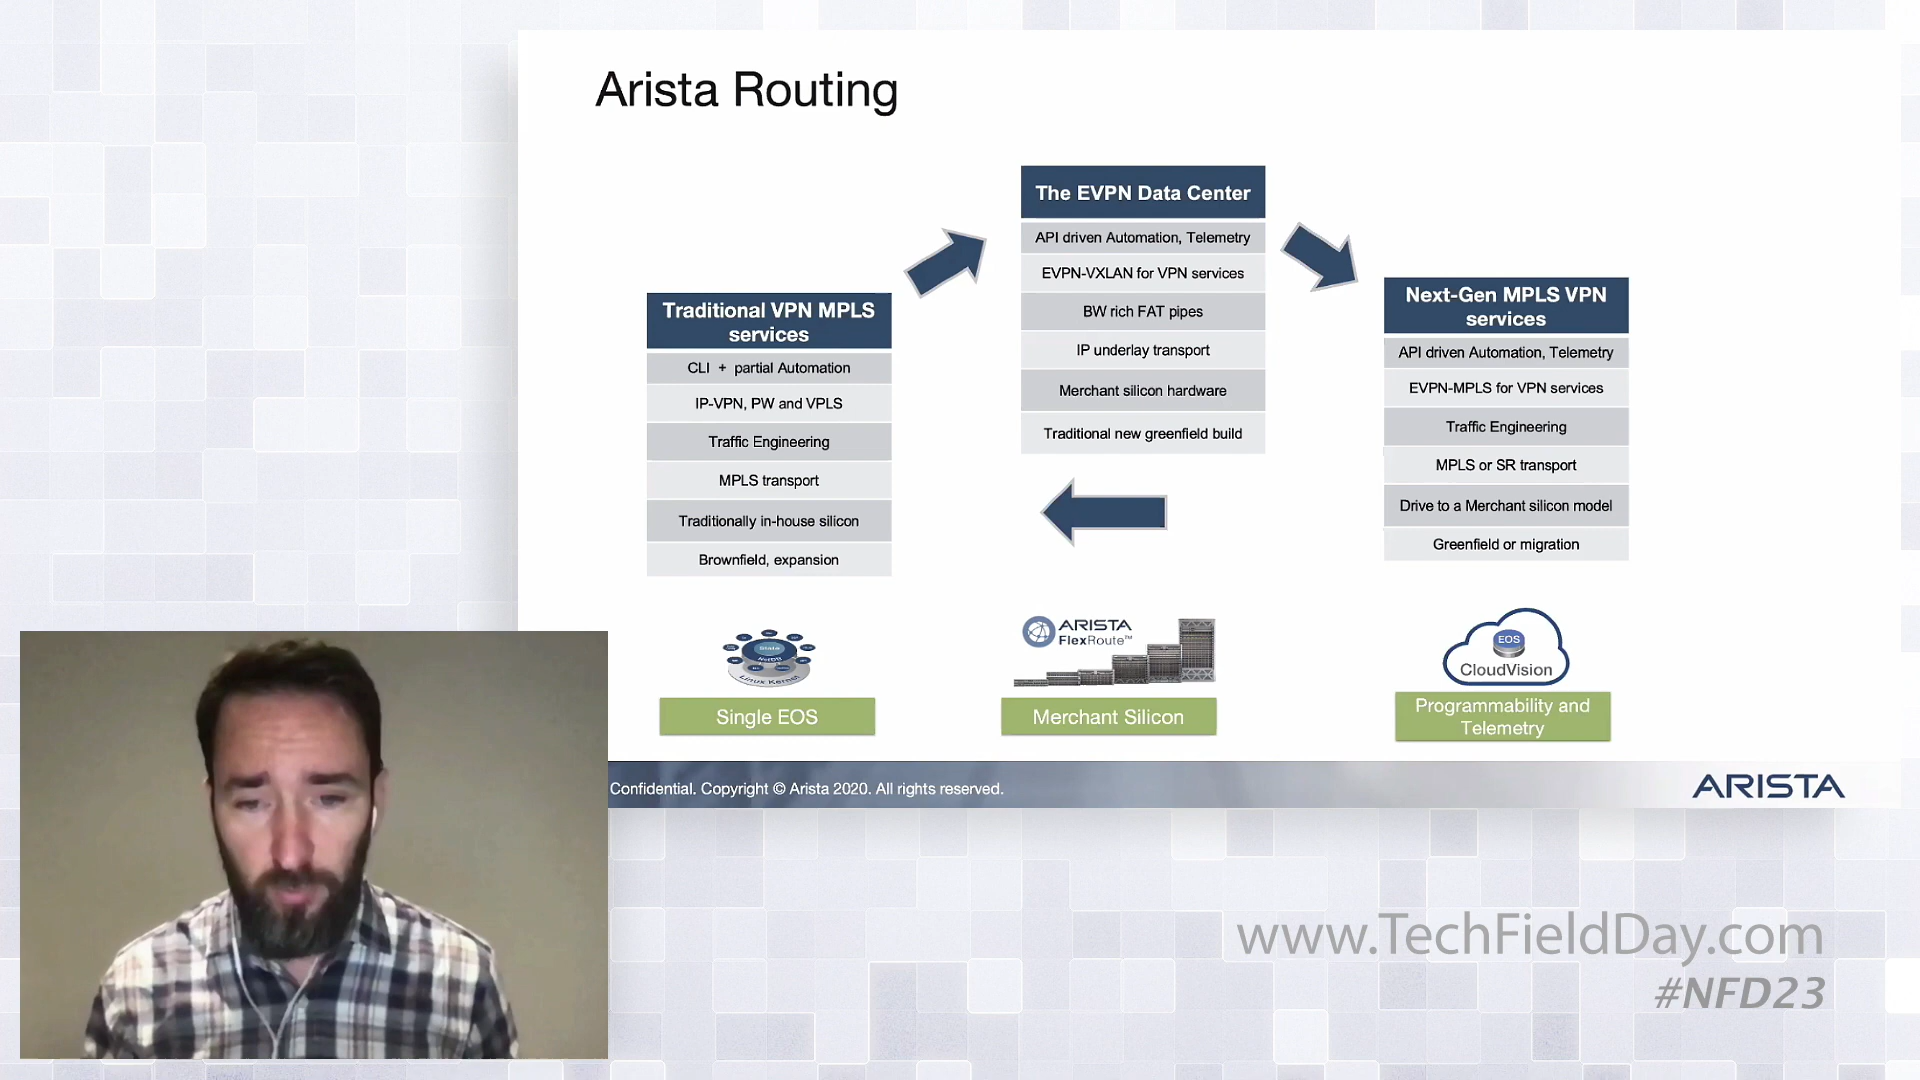 Arista Routing
Traditional VPN MPLS
services
CLI + partial Automation
IP-VPN, PW and VPLS
Traffic Engineering
MPLS transport
Traditionally in-house silicon
Brownfield, expansion
The EVPN Data Center
API driven Automation, Telemetry
EVPN-VXLAN for VPN services
BW rich FAT pipes
IP underlay transport
Merchant silicon hardware
Traditional new greenfield build
Next-Gen MPLS VPN
services
API driven Automation, Telemetry
EVPN-MPLS for VPN services
Traffic Engineering
MPLS or SR transport
Drive to a Merchant silicon model
Greenfield or migration
State
NetDB
Linux Kernel
Single EOS
ARISTA
FlexRoute™
Merchant Silicon
EOS
CloudVision
Programmability and
Telemetry
Confidential. Copyright © Arista 2020. All rights reserved.
ARISTA
www.TechFieldDay.com
#NFD23